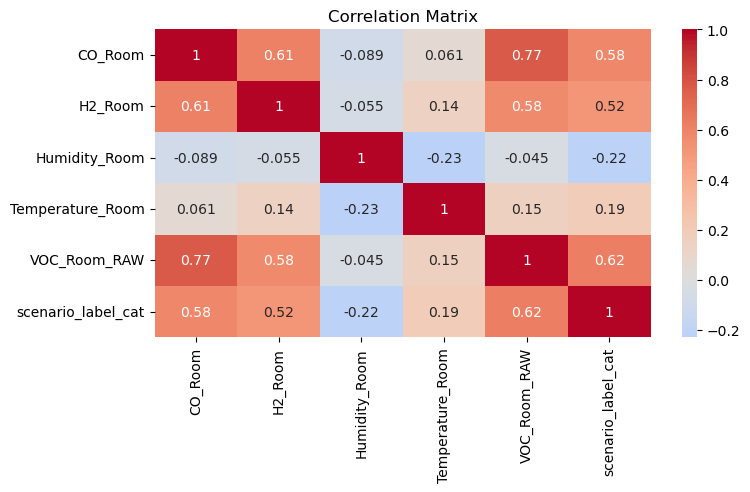 Correlation Matrix
CO_Room 1 0.61 -0.089 0.061 0.77 0.58
H2_Room 0.61 1 -0.055 0.14 0.58 0.52
Humidity_Room -0.089 -0.055 1 -0.23 -0.045 -0.22
Temperature_Room 0.061 0.14 -0.23 1 0.15 0.19
VOC_Room_RAW 0.77 0.58 -0.045 0.15 1 0.62
scenario_label_cat 0.58 0.52 -0.22 0.19 0.62 1
CO_Room
H2_Room
Humidity_Room
Temperature_Room
VOC_Room_RAW
scenario_label_cat
1.0
0.8
0.6
0.4
0.2
0.0
−0.2